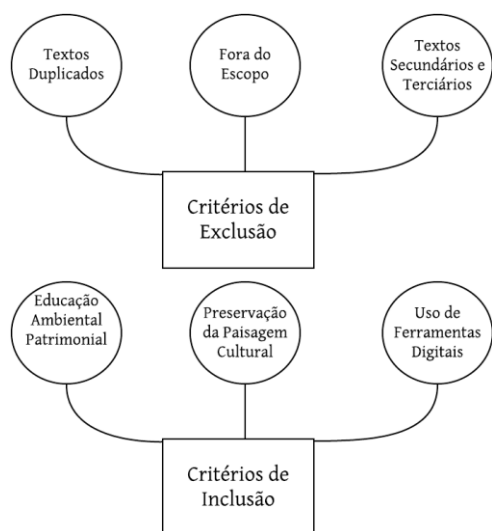 Textos
Duplicados
Fora do
Escopo
Textos
Secundários e
Terciários
Critérios de
Exclusão
Educação
Ambiental
Patrimonial
Preservação
da Paisagem
Cultural
Uso de
Ferramentas
Digitais
Critérios de
Inclusão